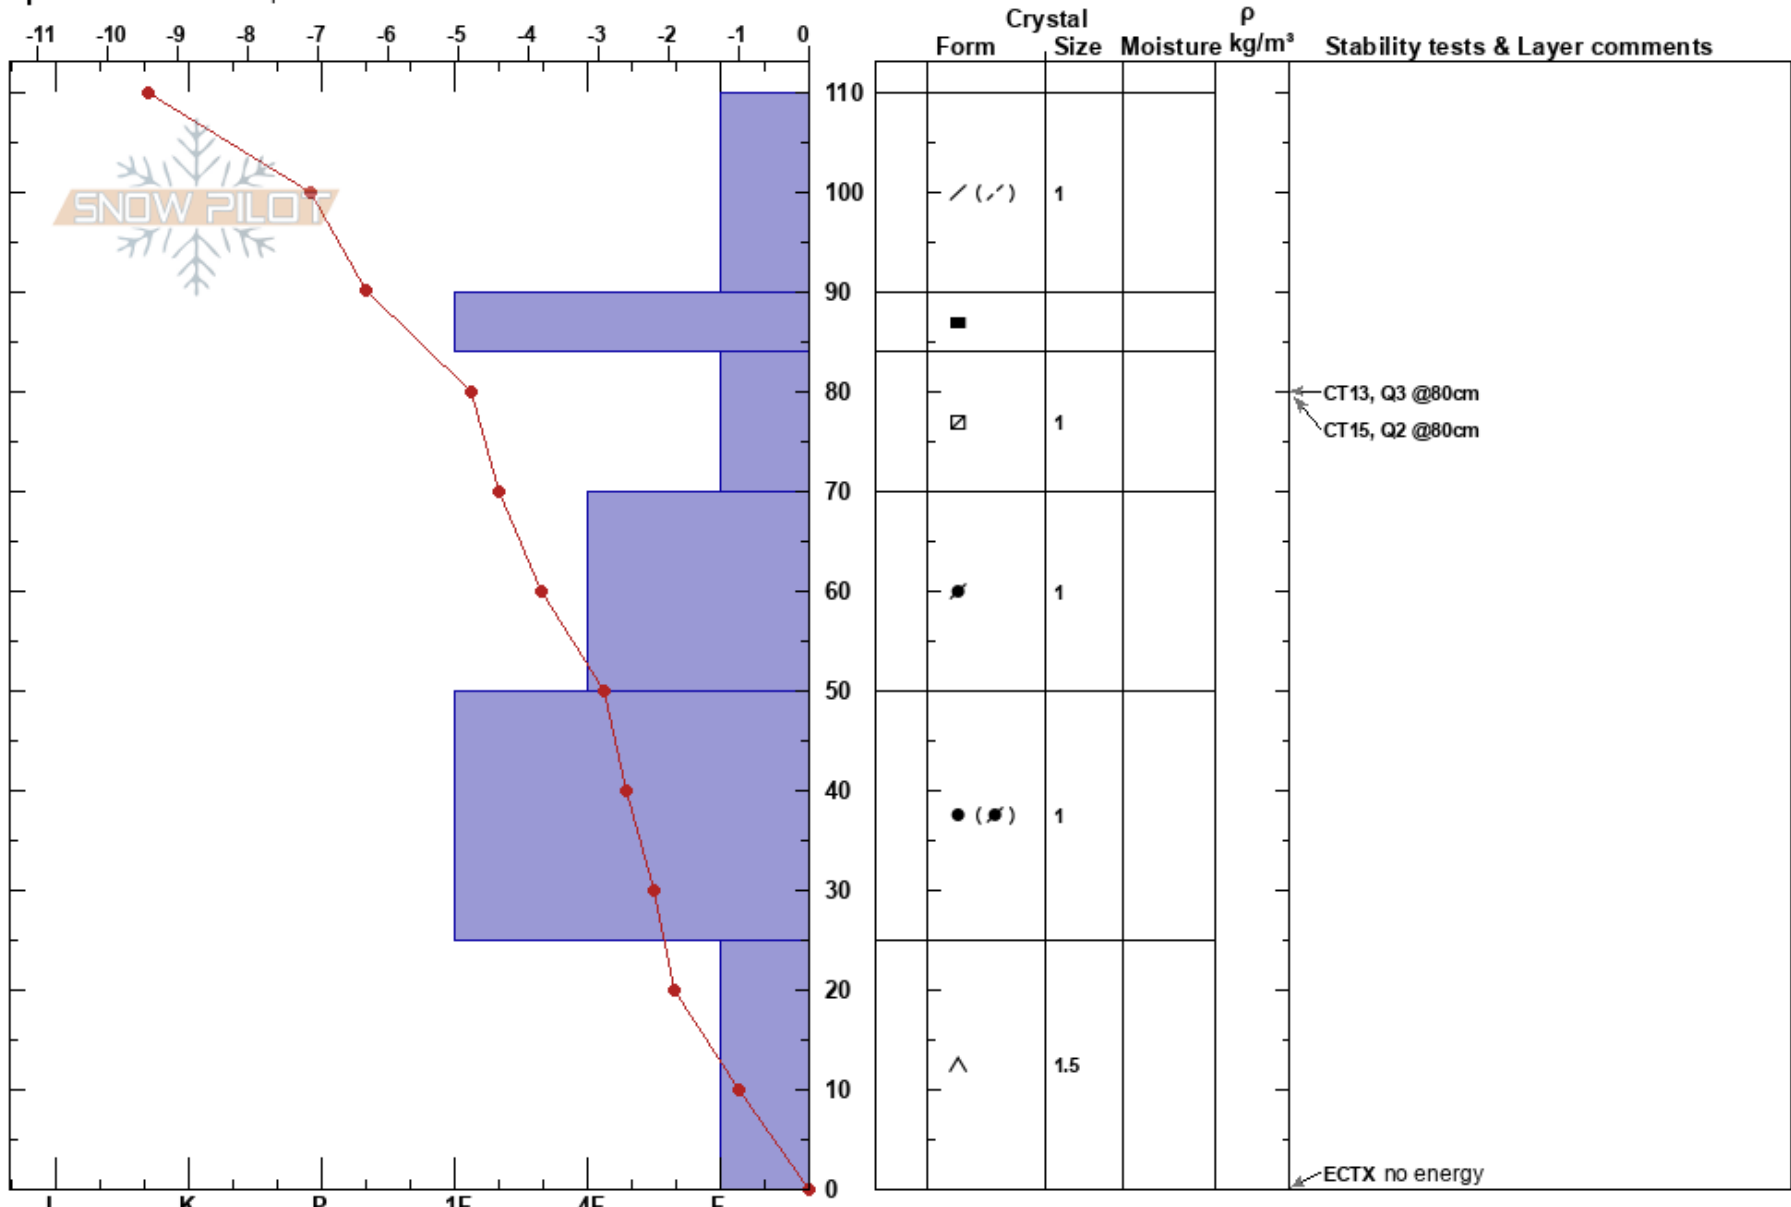 Crystal ρ
-11 -10 -9 -8 -7 -6 -5 -4 -3 -2 -1 0 Form Size Moisture kg/m³ Stability tests & Layer comments
110
SNOW PILOT 100 / ( ) 1
90
80 CT13, Q3 @80cm
1 CT15, Q2 @80cm
70
60 1
50
40
( ) 1
30
20
1.5
10
ECTX no energy
0
I K P 1F 4F F